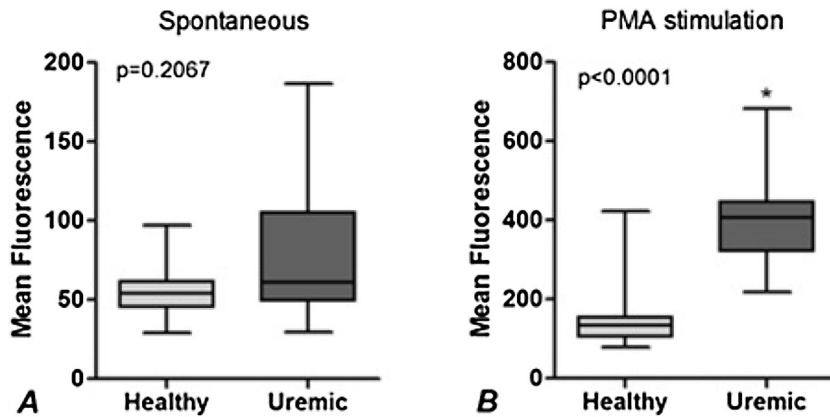 Spontaneous
200
p=0.2067
150
100
50
0
Mean Fluorescence
Healthy Uremic
A
PMA stimulation
800
p<0.0001
*
600
400
200
0
Mean Fluorescence
Healthy Uremic
B